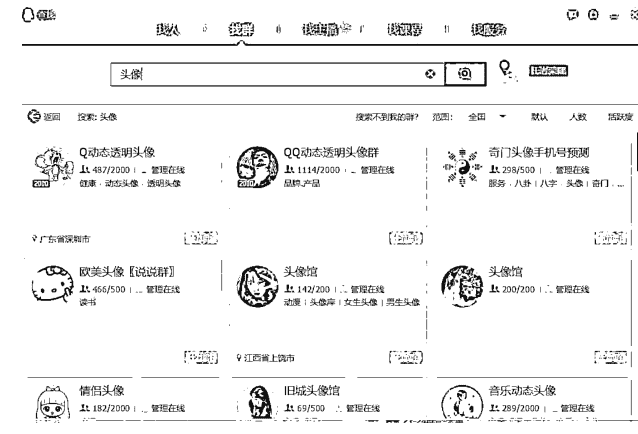 查找
找人 找群 找主播 找课程 找服务
头像
返回 搜索: 头像 搜索不到我的群? 范围: 全国 默认 人数 活跃度
Q动态透明头像
487/2000 | 管理在线
健康 动态头像 透明头像
广东省深圳市
QQ动态透明头像群
1114/2000 管理在线
品牌产品
奇门头像手机号预测
298/500 | 管理在线
服务 八卦 | 八字 头像 | 奇门 ...
欧美头像〖说说群〗
466/500 | 管理在线
读书
头像馆
142/200 | 管理在线
动漫 | 头像库 | 女生头像 | 男生头像
江西省上饶市
头像馆
200/200 | 管理在线
情侣头像
182/2000 | 管理在线
旧城头像馆
69/500 管理在线
音乐动态头像
289/2000 | 管理在线